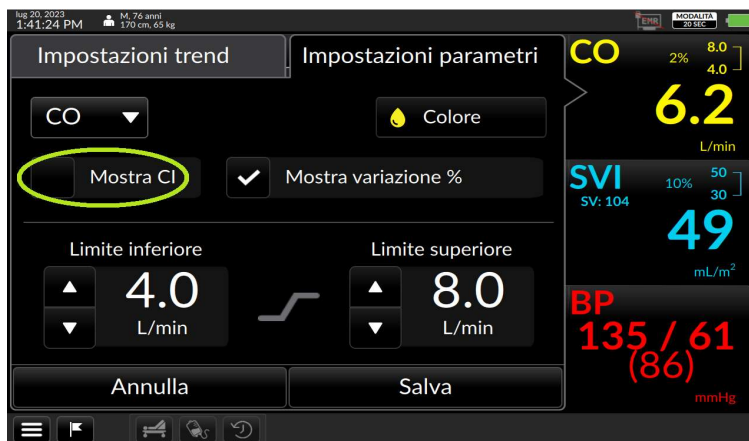 lug 20, 2023
1:41:24 PM
M, 76 anni
170 cm, 65 kg
EMR
MODALITÀ
20 SEC
Impostazioni trend
Impostazioni parametri
CO
Colore
Mostra CI
Mostra variazione %
Limite inferiore
Limite superiore
4.0
8.0
L/min
L/min
Annulla
Salva
CO
2%
8.0
4.0
6.2
L/min
SVI
SV: 104
10%
50
30
49
mL/m²
BP
135 / 61
(86)
mmHg